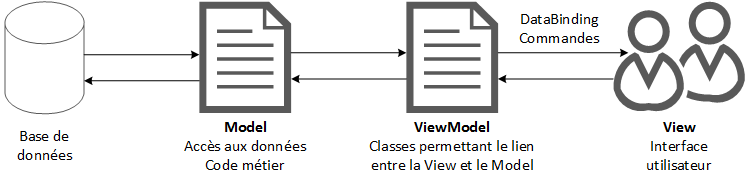 DataBinding
Commandes
Base de
données
Model
Accès aux données
Code métier
ViewModel
Classes permettant le lien
entre la View et le Model
View
Interface
utilisateur